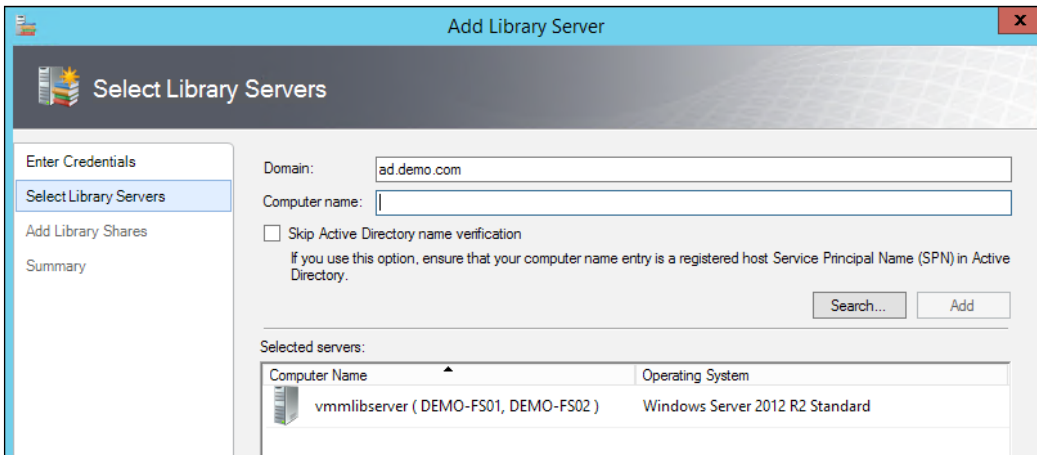 Add Library Server
x
Select Library Servers
Enter Credentials
Select Library Servers
Add Library Shares
Summary
Domain: ad.demo.com
Computer name:
Skip Active Directory name verification
If you use this option, ensure that your computer name entry is a registered host Service Principal Name (SPN) in Active
Directory.
Search... Add
Selected servers:
Computer Name Operating System
vmmlibserver ( DEMO-FS01, DEMO-FS02 ) Windows Server 2012 R2 Standard